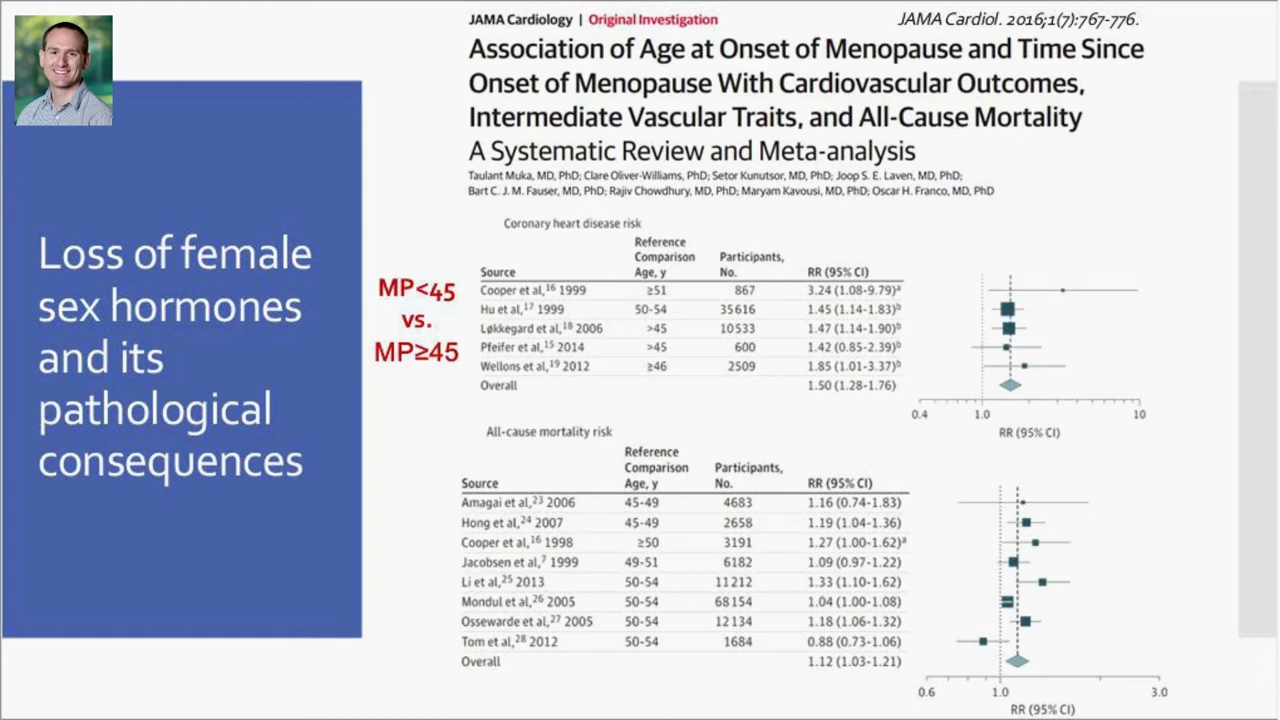 JAMA Cardiology | Original Investigation
JAMA Cardiol. 2016;1(7):767-776.
Association of Age at Onset of Menopause and Time Since
Onset of Menopause With Cardiovascular Outcomes,
Intermediate Vascular Traits, and All-Cause Mortality
A Systematic Review and Meta-analysis
Taulant Muka, MD, PhD; Clare Oliver-Williams, PhD; Setor Kunutsor, MD, PhD; Joop S. E. Laven, MD, PhD;
Bart C. J. M. Fauser, MD, PhD; Rajiv Chowdhury, MD, PhD; Maryam Kavousi, MD, PhD; Oscar H. Franco, MD, PhD
Loss of female
sex hormones
and its
pathological
consequences
MP<45
vs.
MP≥45
Coronary heart disease risk
Reference
Comparison Participants,
Source Age, y No. RR (95% CI)
Cooper et al,16 1999 ≥51 867 3.24 (1.08-9.79)a
Hu et al,17 1999 50-54 35616 1.45 (1.14-1.83)b
Løkkegard et al,18 2006 >45 10533 1.47 (1.14-1.90)b
Pfeifer et al,15 2014 >45 600 1.42 (0.85-2.39)b
Wellons et al,19 2012 ≥46 2509 1.85 (1.01-3.37)b
Overall 1.50 (1.28-1.76)
0.4 1.0 10
RR (95% CI)
All-cause mortality risk
Reference
Comparison Participants,
Source Age, y No. RR (95% CI)
Amagai et al,23 2006 45-49 4683 1.16 (0.74-1.83)
Hong et al,24 2007 45-49 2658 1.19 (1.04-1.36)
Cooper et al,16 1998 ≥50 3191 1.27 (1.00-1.62)a
Jacobsen et al,7 1999 49-51 6182 1.09 (0.97-1.22)
Li et al,25 2013 50-54 11212 1.33 (1.10-1.62)
Mondul et al,26 2005 50-54 68154 1.04 (1.00-1.08)
Ossewarde et al,27 2005 50-54 12134 1.18 (1.06-1.32)
Tom et al,28 2012 50-54 1684 0.88 (0.73-1.06)
Overall 1.12 (1.03-1.21)
0.6 1.0 3.0
RR (95% CI)